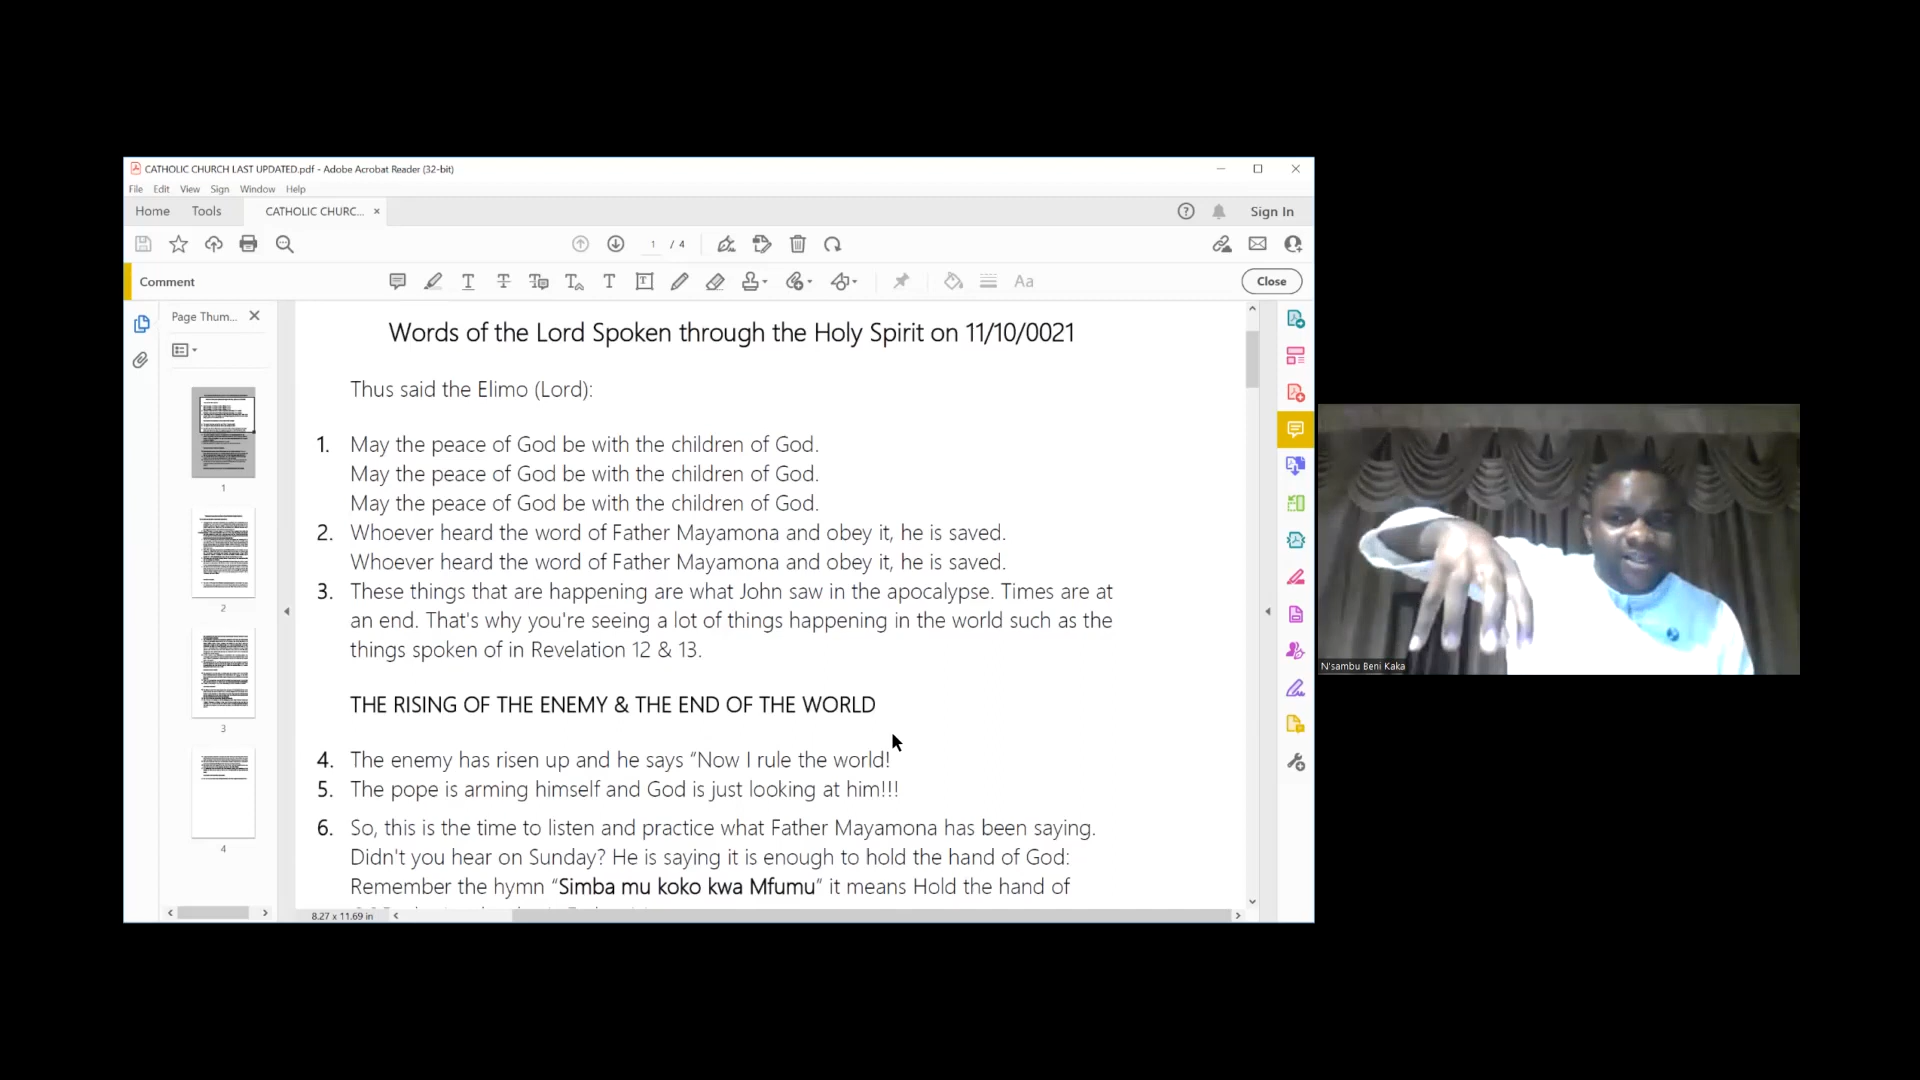 CATHOLIC CHURCH LAST UPDATED.pdf - Adobe Acrobat Reader (32-bit)
File Edit View Sign Window Help
Home Tools CATHOLIC CHURC... × Sign In
1 / 4
Comment Close
Page Thum...
Words of the Lord Spoken through the Holy Spirit on 11/10/0021
Thus said the Elimo (Lord):
1. May the peace of God be with the children of God.
May the peace of God be with the children of God.
May the peace of God be with the children of God.
2. Whoever heard the word of Father Mayamona and obey it, he is saved.
Whoever heard the word of Father Mayamona and obey it, he is saved.
3. These things that are happening are what John saw in the apocalypse. Times are at
an end. That's why you're seeing a lot of things happening in the world such as the
things spoken of in Revelation 12 & 13.
THE RISING OF THE ENEMY & THE END OF THE WORLD
4. The enemy has risen up and he says “Now I rule the world!
5. The pope is arming himself and God is just looking at him!!!
6. So, this is the time to listen and practice what Father Mayamona has been saying.
Didn't you hear on Sunday? He is saying it is enough to hold the hand of God:
Remember the hymn “Simba mu koko kwa Mfumu” it means Hold the hand of
1
2
3
4
8.27 x 11.69 in
N'sambu Beni Kaka